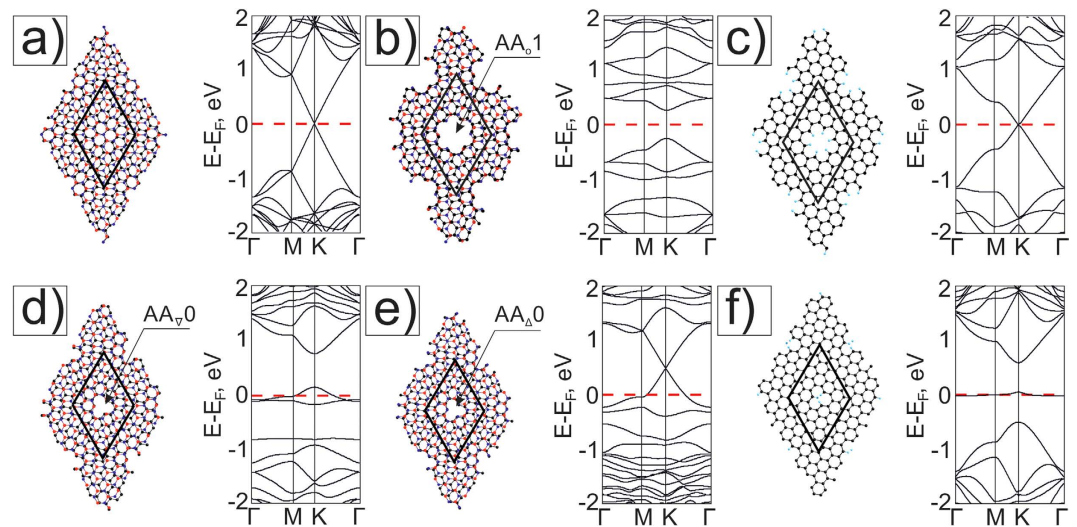 a)
E-E_F, eV
2
1
0
-1
-2
Γ M K Γ
b)
AA₀1
E-E_F, eV
2
1
0
-1
-2
Γ M K Γ
c)
E-E_F, eV
2
1
0
-1
-2
Γ M K Γ
d)
AA▽0
E-E_F, eV
2
1
0
-1
-2
Γ M K Γ
e)
AA△0
E-E_F, eV
2
1
0
-1
-2
Γ M K Γ
f)
E-E_F, eV
2
1
0
-1
-2
Γ M K Γ